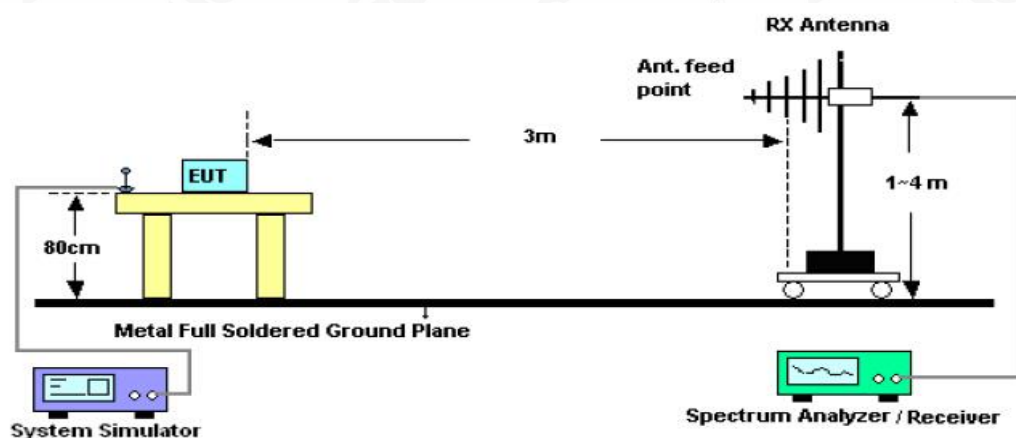 RX Antenna
Ant. feed
point
3m
EUT
1~4 m
80cm
Metal Full Soldered Ground Plane
System Simulator
Spectrum Analyzer / Receiver